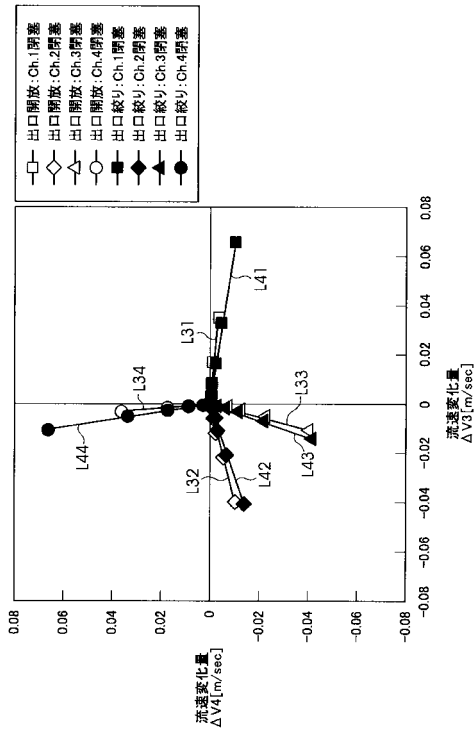 出口開放：Ch.1閉塞
出口開放：Ch.2閉塞
出口開放：Ch.3閉塞
出口開放：Ch.4閉塞
出口絞り：Ch.1閉塞
出口絞り：Ch.2閉塞
出口絞り：Ch.3閉塞
出口絞り：Ch.4閉塞
流速変化量
ΔV4[m/sec]
0.08
0.06
0.04
0.02
0
-0.02
-0.04
-0.06
-0.08
L44
L34
L31
L41
L32
L42
L33
L43
-0.08
-0.06
-0.04
-0.02
0
0.02
0.04
0.06
0.08
流速変化量
ΔV3[m/sec]